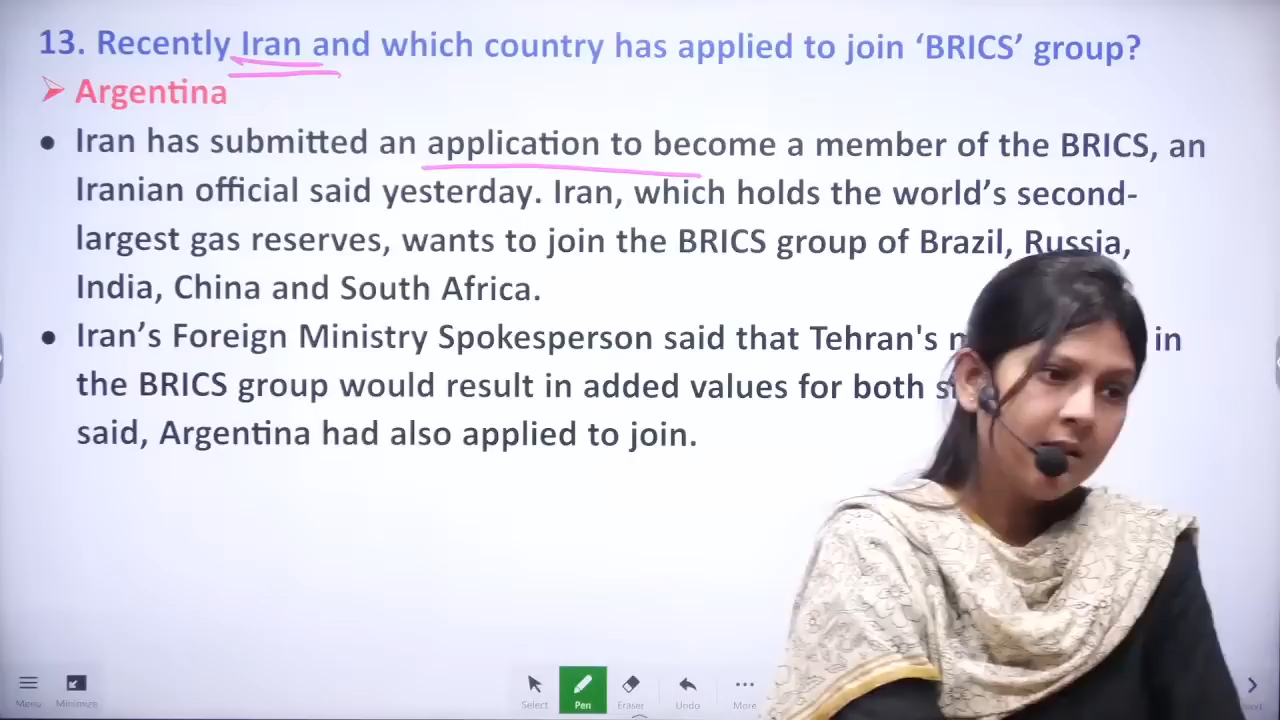 13. Recently Iran and which country has applied to join ‘BRICS’ group?
Argentina
Iran has submitted an application to become a member of the BRICS, an
Iranian official said yesterday. Iran, which holds the world’s second-
largest gas reserves, wants to join the BRICS group of Brazil, Russia,
India, China and South Africa.
Iran’s Foreign Ministry Spokesperson said that Tehran's in
the BRICS group would result in added values for both
said, Argentina had also applied to join.
Menu Minimize Select Pen Eraser Undo More